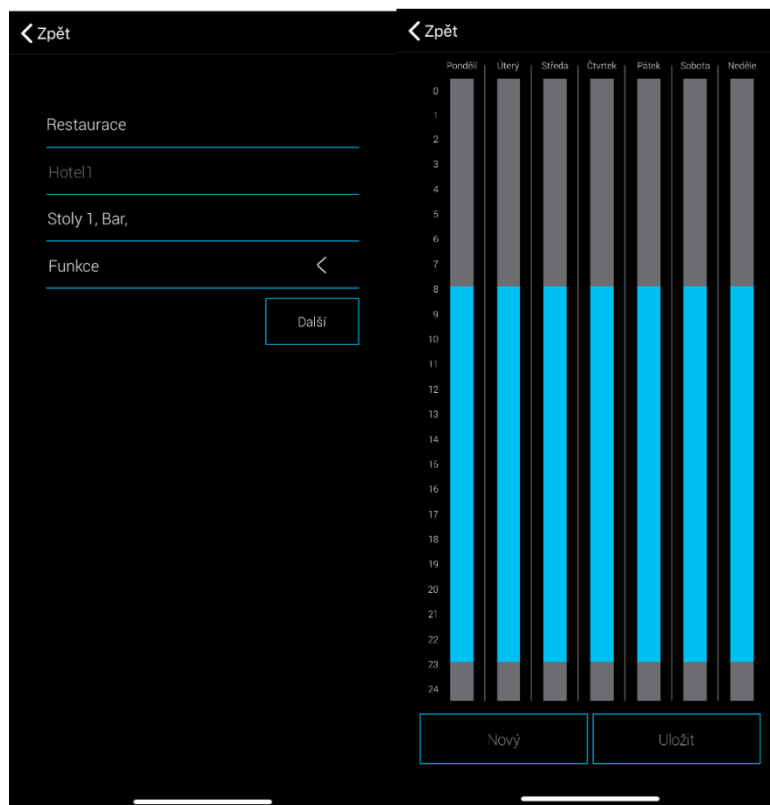 Zpět
Restaurace
Hotel1
Stoly 1, Bar,
Funkce
Další
Zpět
Pondělí Úterý Středa Čtvrtek Pátek Sobota Neděle
0
1
2
3
4
5
6
7
8
9
10
11
12
13
14
15
16
17
18
19
20
21
22
23
24
Nový Uložit